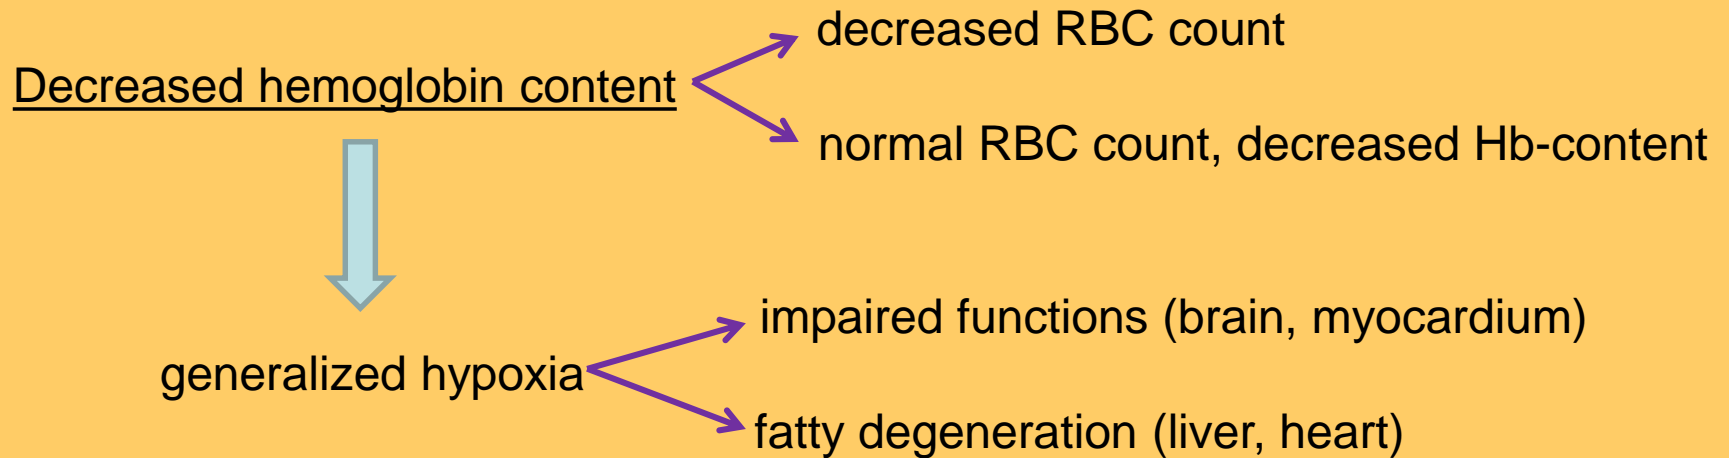 decreased RBC count
Decreased hemoglobin content
normal RBC count, decreased Hb-content
impaired functions (brain, myocardium)
generalized hypoxia
fatty degeneration (liver, heart)